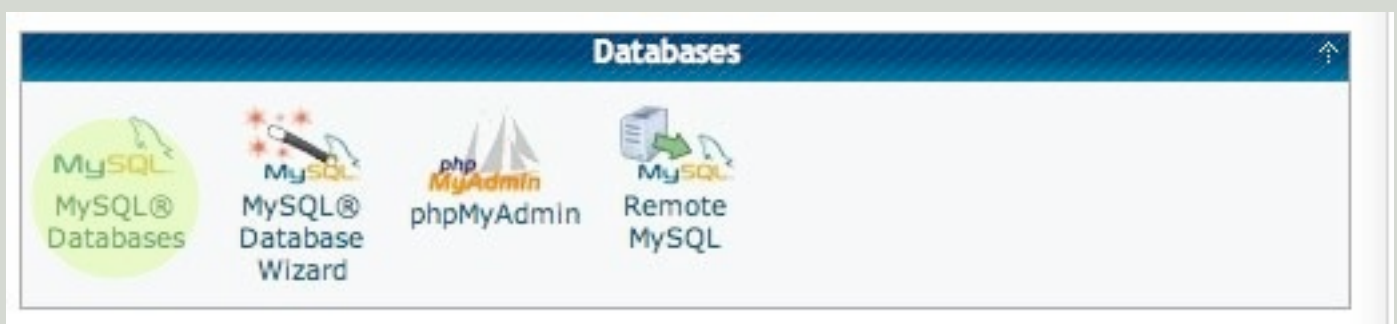 Databases
MySQL
MySQL®
Databases
MySQL
MySQL®
Database
Wizard
php
MyAdmin
phpMyAdmin
MySQL
Remote
MySQL